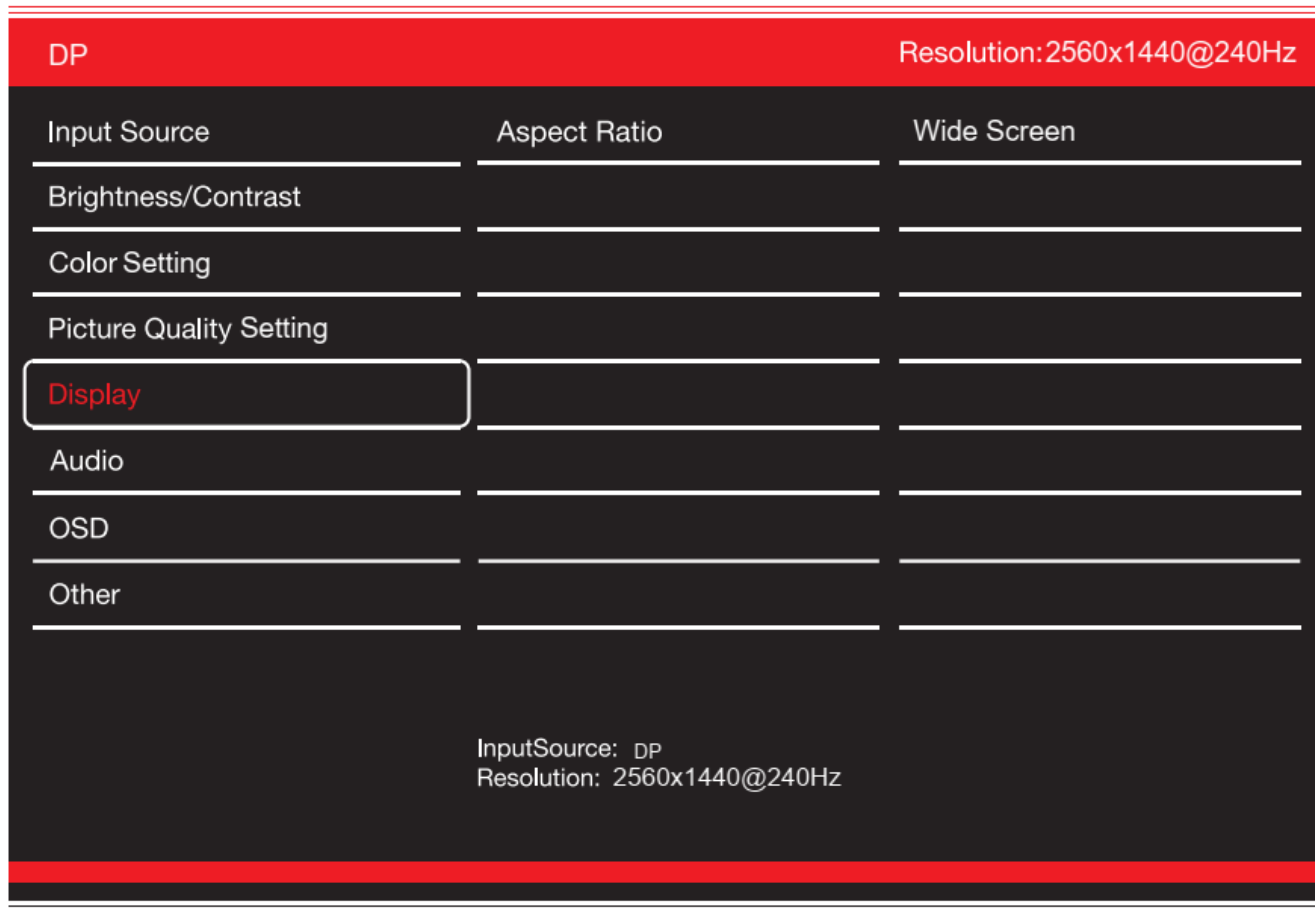 DP
Resolution:2560x1440@240Hz
Input Source
Aspect Ratio
Wide Screen
Brightness/Contrast
Color Setting
Picture Quality Setting
Display
Audio
OSD
Other
InputSource: DP
Resolution: 2560x1440@240Hz